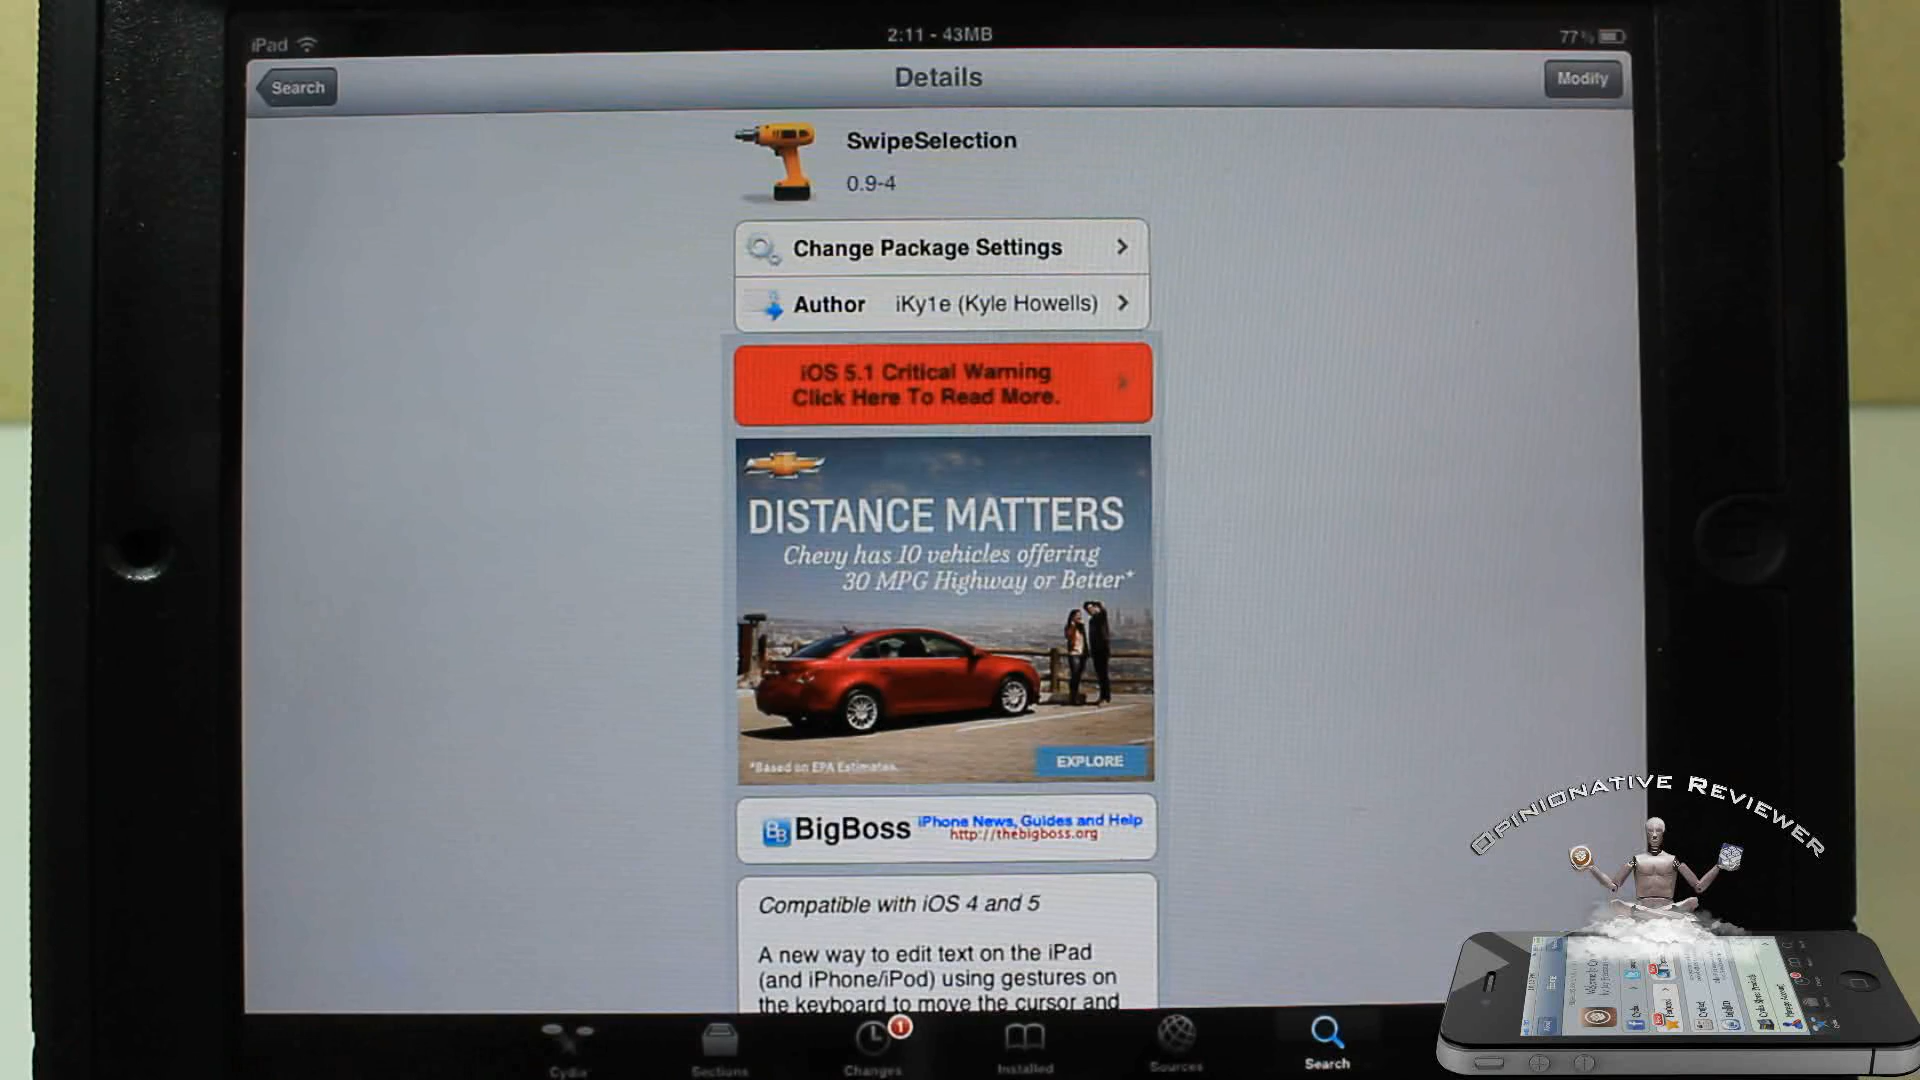 iPad
2:11 - 43MB
77%
Search
Details
Modify
SwipeSelection
0.9-4
Change Package Settings
Author iKy1e (Kyle Howells)
iOS 5.1 Critical Warning
Click Here To Read More.
DISTANCE MATTERS
Chevy has 10 vehicles offering
30 MPG Highway or Better*
*Based on EPA Estimates.
EXPLORE
BigBoss
iPhone News, Guides and Help
http://thebigboss.org
Compatible with iOS 4 and 5
A new way to edit text on the iPad
(and iPhone/iPod) using gestures on
the keyboard to move the cursor and
Cydia
Sections
1
Changes
Installed
Sources
Search
Opinionative Reviewer